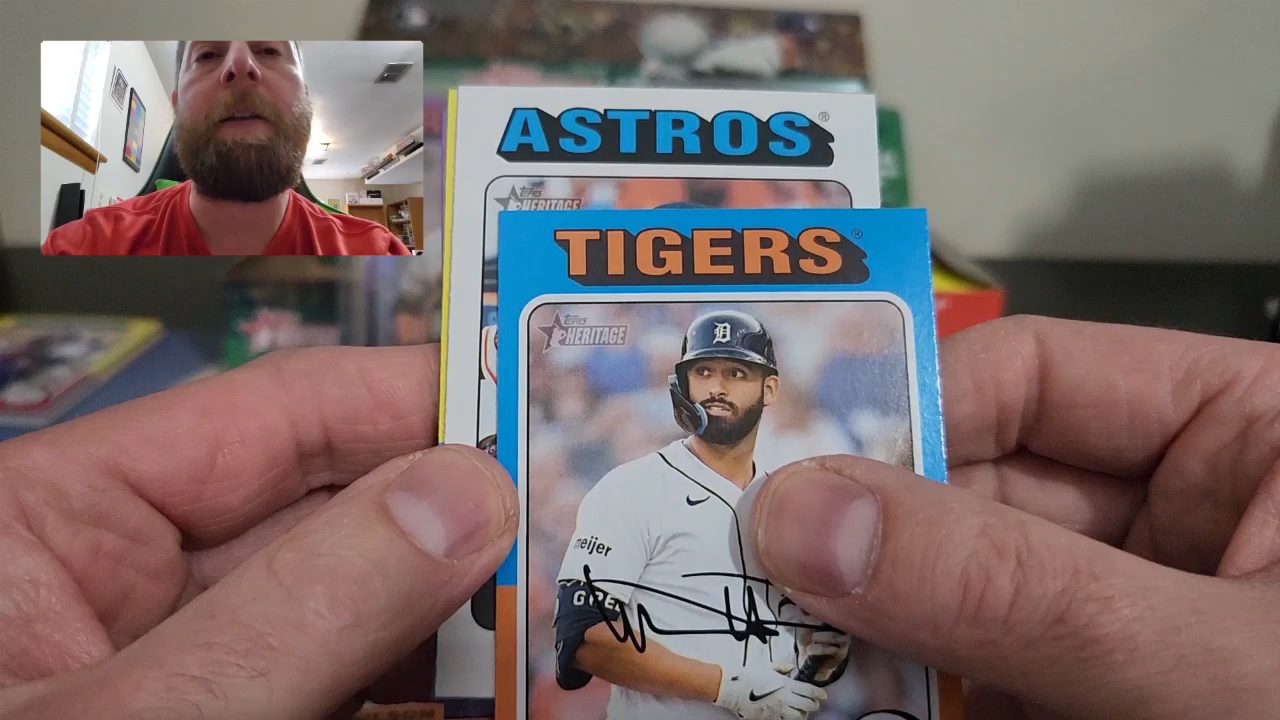 ASTROS®
Topps
HERITAGE
TIGERS®
Topps
HERITAGE
D
meijer